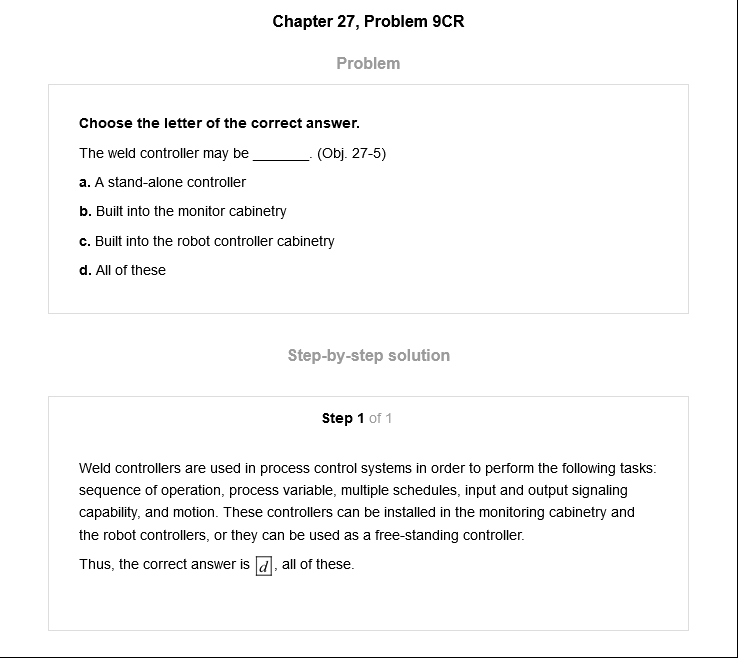 Chapter 27, Problem 9CR
Problem
Choose the letter of the correct answer.
The weld controller may be _______. (Obj. 27-5)
a. A stand-alone controller
b. Built into the monitor cabinetry
c. Built into the robot controller cabinetry
d. All of these
Step-by-step solution
Step 1 of 1
Weld controllers are used in process control systems in order to perform the following tasks:
sequence of operation, process variable, multiple schedules, input and output signaling
capability, and motion. These controllers can be installed in the monitoring cabinetry and
the robot controllers, or they can be used as a free-standing controller.
Thus, the correct answer is d, all of these.